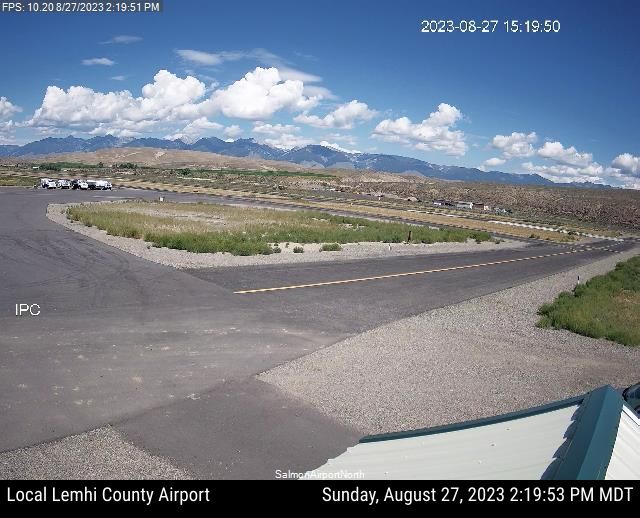 FPS: 10.20 8/27/2023 2:19:51 PM
2023-08-27 15:19:50
IPC
SalmonAirportNorth
Local Lemhi County Airport
Sunday, August 27, 2023 2:19:53 PM MDT